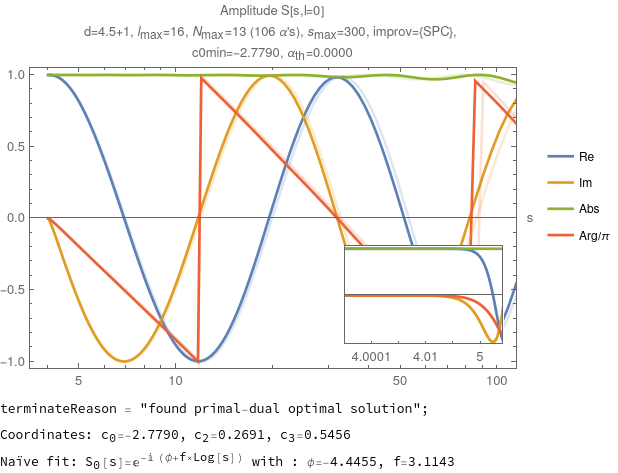 Amplitude S[s,l=0]
d=4.5+1, lmax=16, Nmax=13 (106 α's), smax=300, improv={SPC},
c0min=-2.7790, αth=0.0000
1.0
0.5
0.0
-0.5
-1.0
s
Re
Im
Abs
Arg/π
4.0001 4.01 5
5 10 50 100
terminateReason = "found primal-dual optimal solution";
Coordinates: c0=-2.7790, c2=0.2691, c3=0.5456
Naïve fit: S0[s]=e^-i (ϕ+f×Log[s]) with : ϕ=-4.4455, f=3.1143